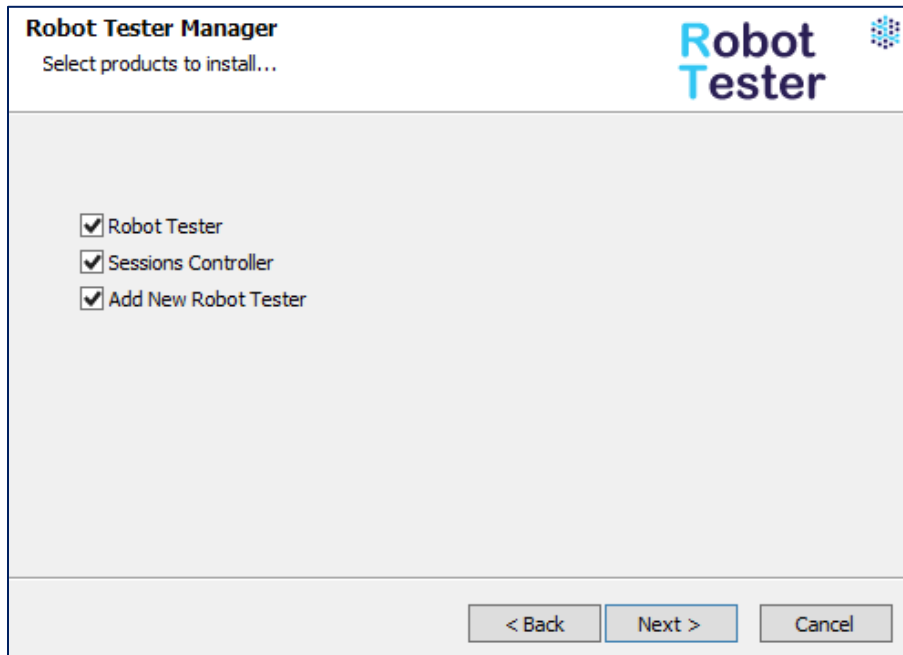 Robot Tester Manager
Select products to install...
Robot
Tester
Robot Tester
Sessions Controller
Add New Robot Tester
< Back
Next >
Cancel